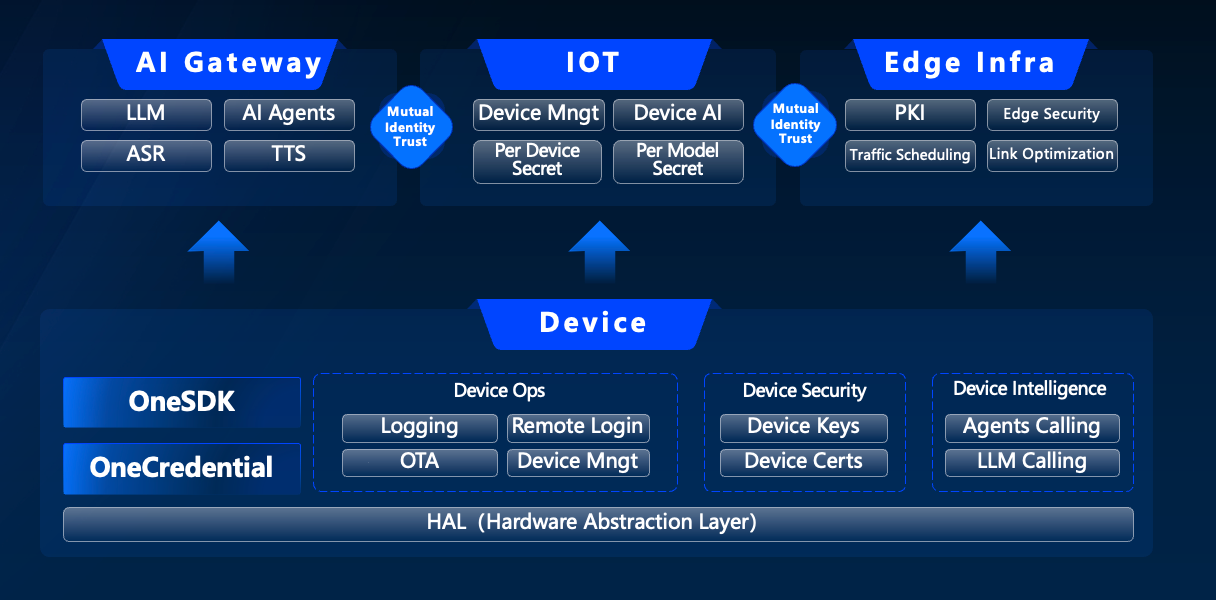 AI Gateway
LLM
AI Agents
ASR
TTS
Mutual
Identity
Trust
IOT
Device Mngt
Device AI
Per Device
Secret
Per Model
Secret
Mutual
Identity
Trust
Edge Infra
PKI
Edge Security
Traffic Scheduling
Link Optimization
Device
OneSDK
OneCredential
Device Ops
Logging
Remote Login
OTA
Device Mngt
Device Security
Device Keys
Device Certs
Device Intelligence
Agents Calling
LLM Calling
HAL（Hardware Abstraction Layer）